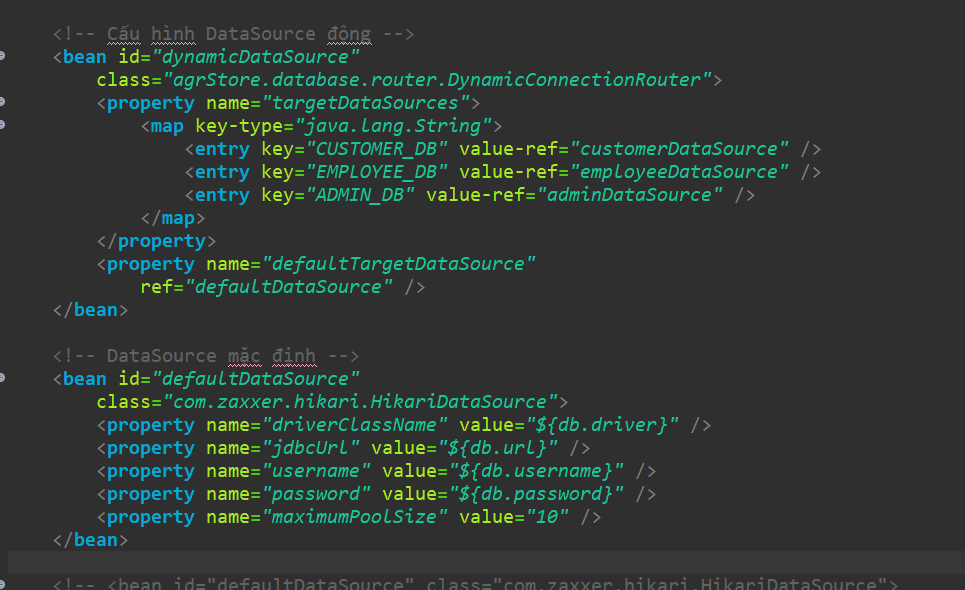 <!-- Cấu hình DataSource động -->
<bean id="dynamicDataSource"
class="agrStore.database.router.DynamicConnectionRouter">
<property name="targetDataSources">
<map key-type="java.lang.String">
<entry key="CUSTOMER_DB" value-ref="customerDataSource" />
<entry key="EMPLOYEE_DB" value-ref="employeeDataSource" />
<entry key="ADMIN_DB" value-ref="adminDataSource" />
</map>
</property>
<property name="defaultTargetDataSource"
ref="defaultDataSource" />
</bean>
<!-- DataSource mặc định -->
<bean id="defaultDataSource"
class="com.zaxxer.hikari.HikariDataSource">
<property name="driverClassName" value="${db.driver}" />
<property name="jdbcUrl" value="${db.url}" />
<property name="username" value="${db.username}" />
<property name="password" value="${db.password}" />
<property name="maximumPoolSize" value="10" />
</bean>
<!-- <bean id="defaultDataSource" class="com.zaxxer.hikari.HikariDataSource">